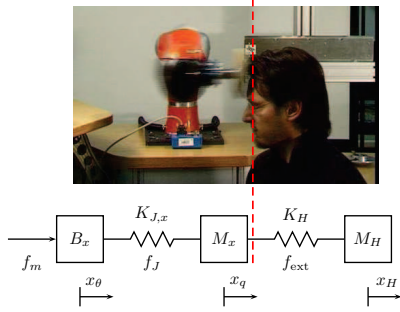 K_{J,x} K_H
B_x M_x M_H
f_m f_J f_ext
x_θ x_q x_H